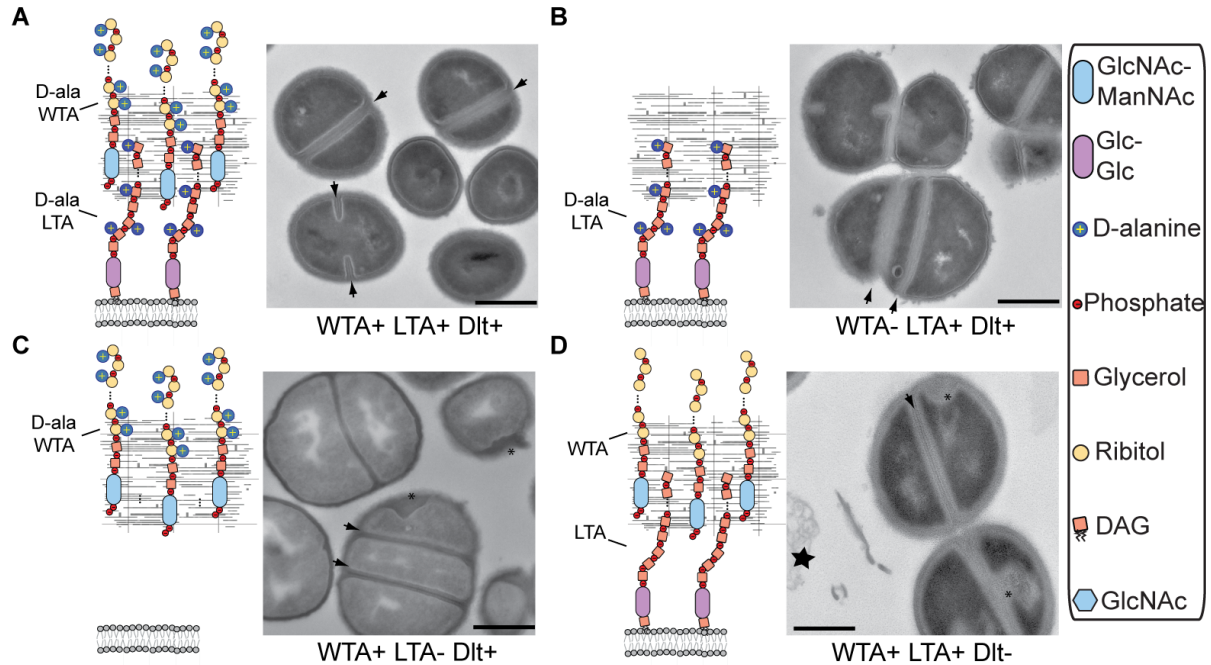 A
D-ala
WTA
D-ala
LTA
WTA+ LTA+ Dlt+
B
D-ala
LTA
WTA- LTA+ Dlt+
C
D-ala
WTA
*
*
WTA+ LTA- Dlt+
D
WTA
LTA
*
*
WTA+ LTA+ Dlt-
GlcNAc-
ManNAc
Glc-
Glc
D-alanine
Phosphate
Glycerol
Ribitol
DAG
GlcNAc